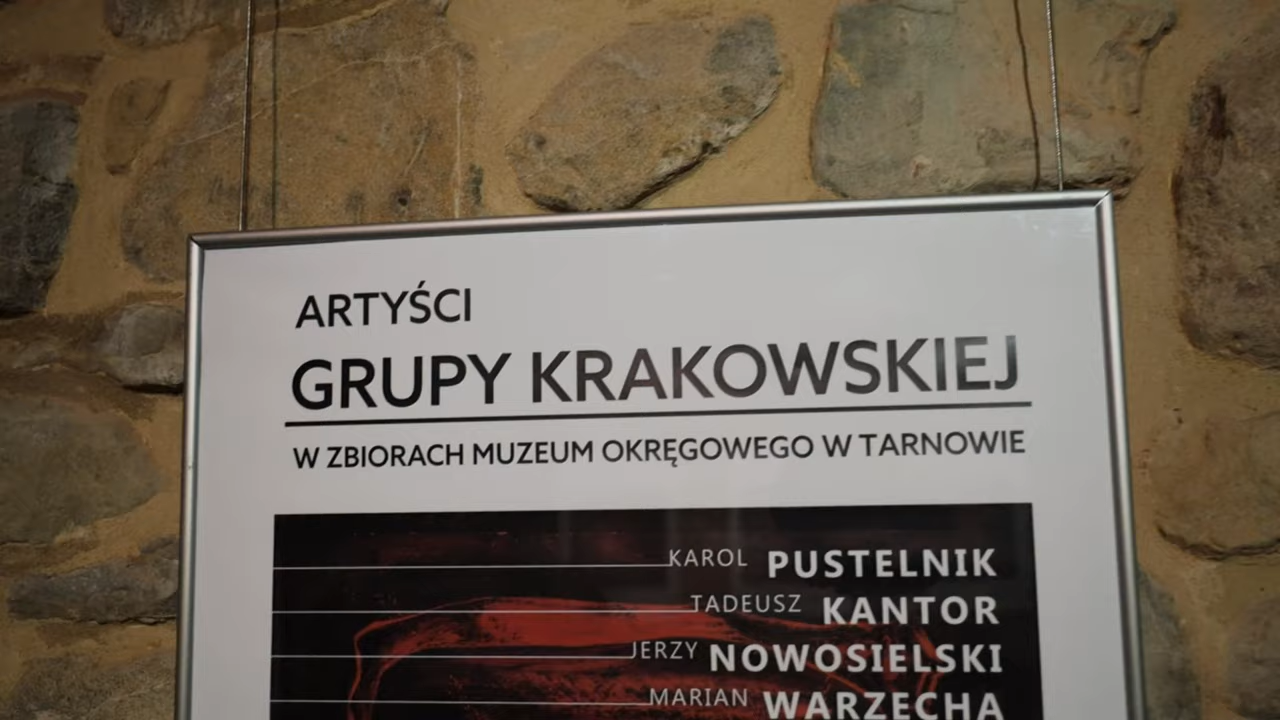 ARTYŚCI
GRUPY KRAKOWSKIEJ
W ZBIORACH MUZEUM OKRĘGOWEGO W TARNOWIE
KAROL PUSTELNIK
TADEUSZ KANTOR
JERZY NOWOSIELSKI
MARIAN WARZECHA